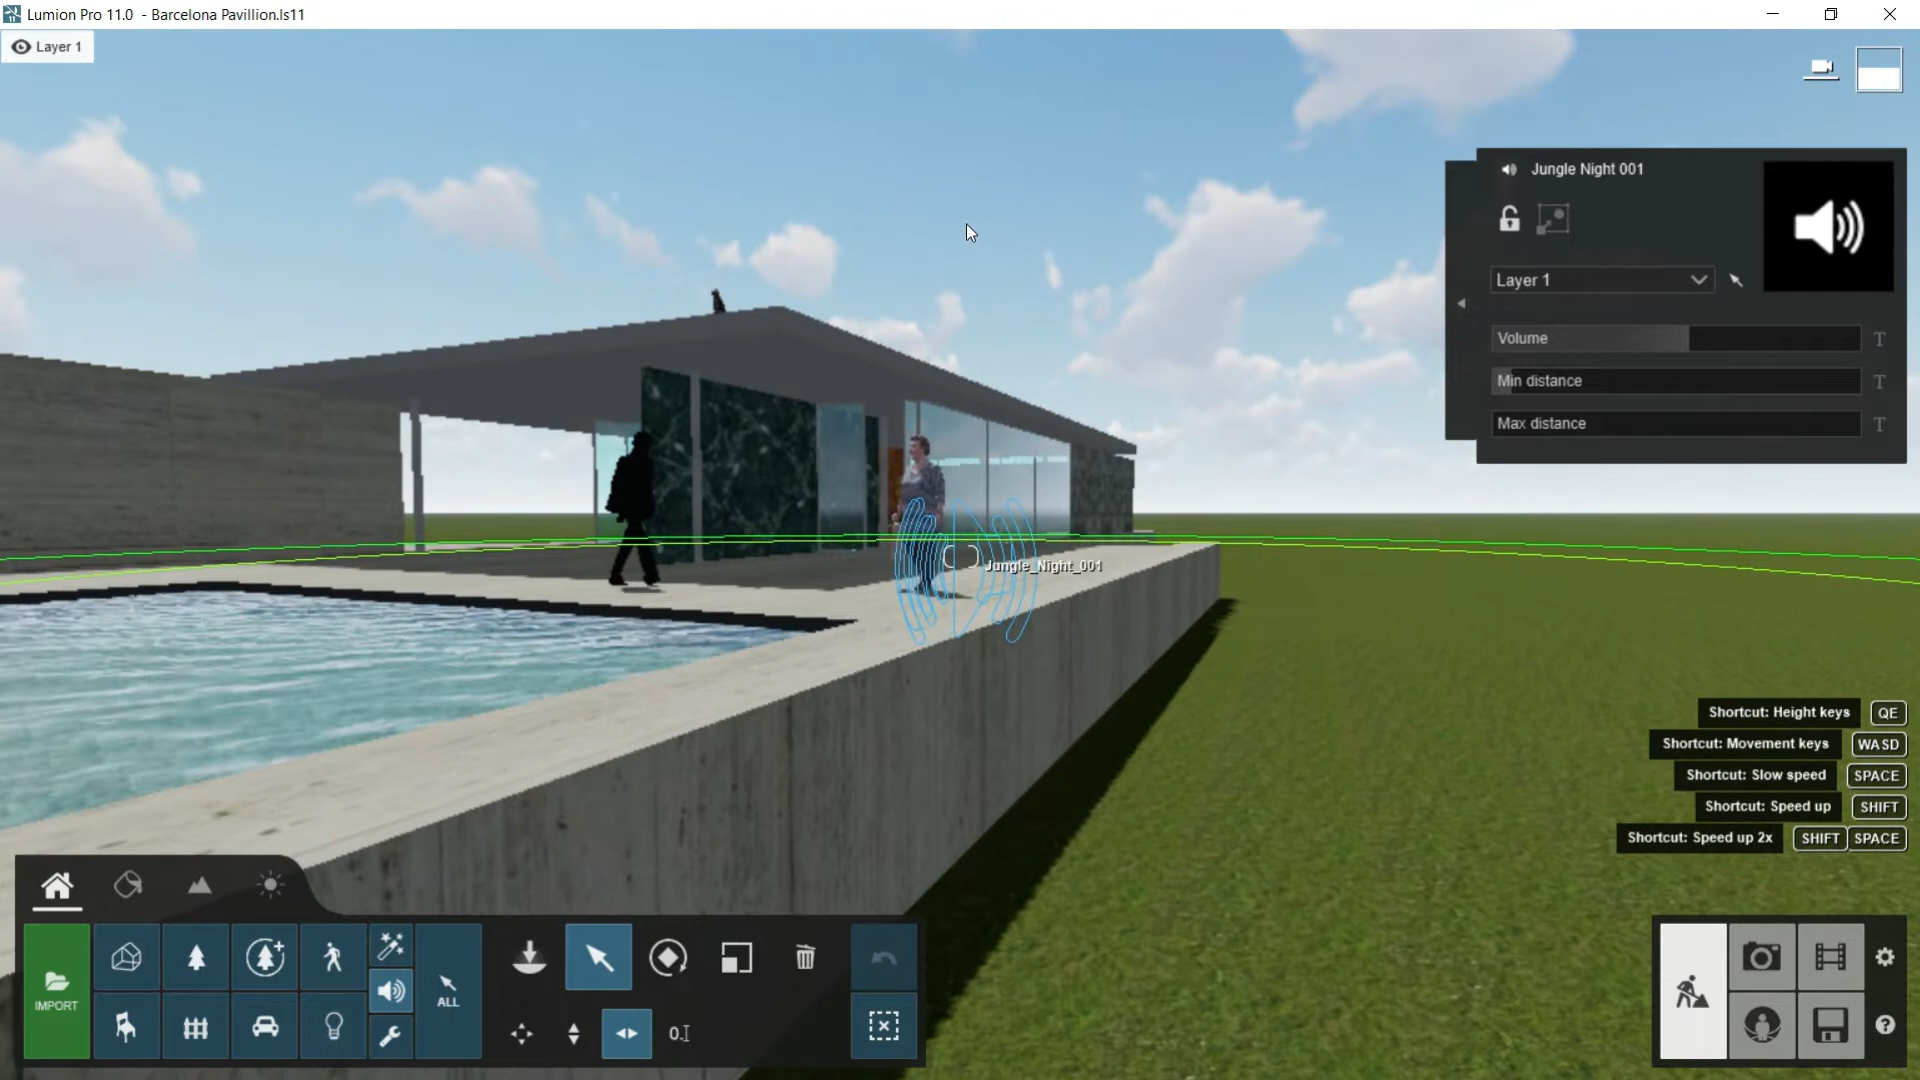 Lumion Pro 11.0 - Barcelona Pavillion.ls11
Layer 1
Jungle Night 001
Layer 1
Volume
T
Min distance
T
Max distance
T
Jungle_Night_001
Shortcut: Height keys QE
Shortcut: Movement keys WASD
Shortcut: Slow speed SPACE
Shortcut: Speed up SHIFT
Shortcut: Speed up 2x SHIFT SPACE
IMPORT
ALL
?